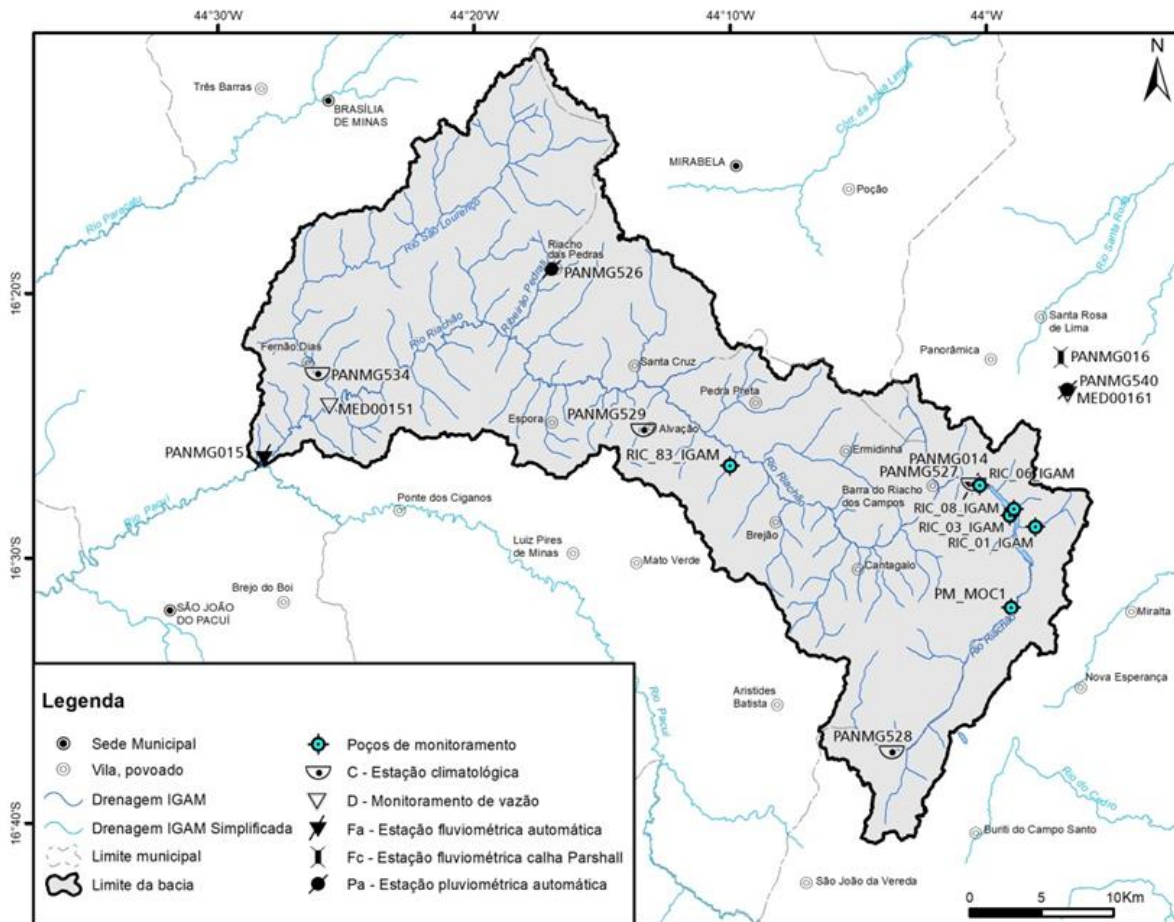 44°30'W
44°20'W
44°10'W
44°W
N
Três Barras
BRASÍLIA
DE MINAS
Córr. da Água Limpa
MIRABELA
Poção
Rio Paracatu
Rio São Lourenço
Rio Santa Rosa
Riacho
das Pedras
PANMG526
Ribeirão Pedras
16°20'S
Rio Riachão
Santa Rosa
de Lima
Fernão Dias
PANMG534
Santa Cruz
Panorâmica
PANMG016
MED00151
PANMG540
MED00161
Pedra Preta
Espora
PANMG529
Alvação
PANMG015
RIC_83_IGAM
Ermidinha
PANMG014
PANMG527
RIC_06_IGAM
Rio Riachão
Barra do Riacho
dos Campos
RIC_08_IGAM
RIC_03_IGAM
RIC_01_IGAM
Rio Pacuí
Ponte dos Ciganos
Brejão
16°30'S
Luiz Pires
de Minas
Mato Verde
Cantagalo
Brejo do Boi
SÃO JOÃO
DO PACUÍ
PM_MOC1
Miralta
Rio Riachão
Nova Esperança
Rio Pacuí
Aristides
Batista
PANMG528
Rio do Cedro
16°40'S
Buriti do Campo Santo
São João da Vereda
0 5 10Km
Legenda
Sede Municipal
Vila, povoado
Drenagem IGAM
Drenagem IGAM Simplificada
Limite municipal
Limite da bacia
Poços de monitoramento
C - Estação climatológica
D - Monitoramento de vazão
Fa - Estação fluviométrica automática
Fc - Estação fluviométrica calha Parshall
Pa - Estação pluviométrica automática